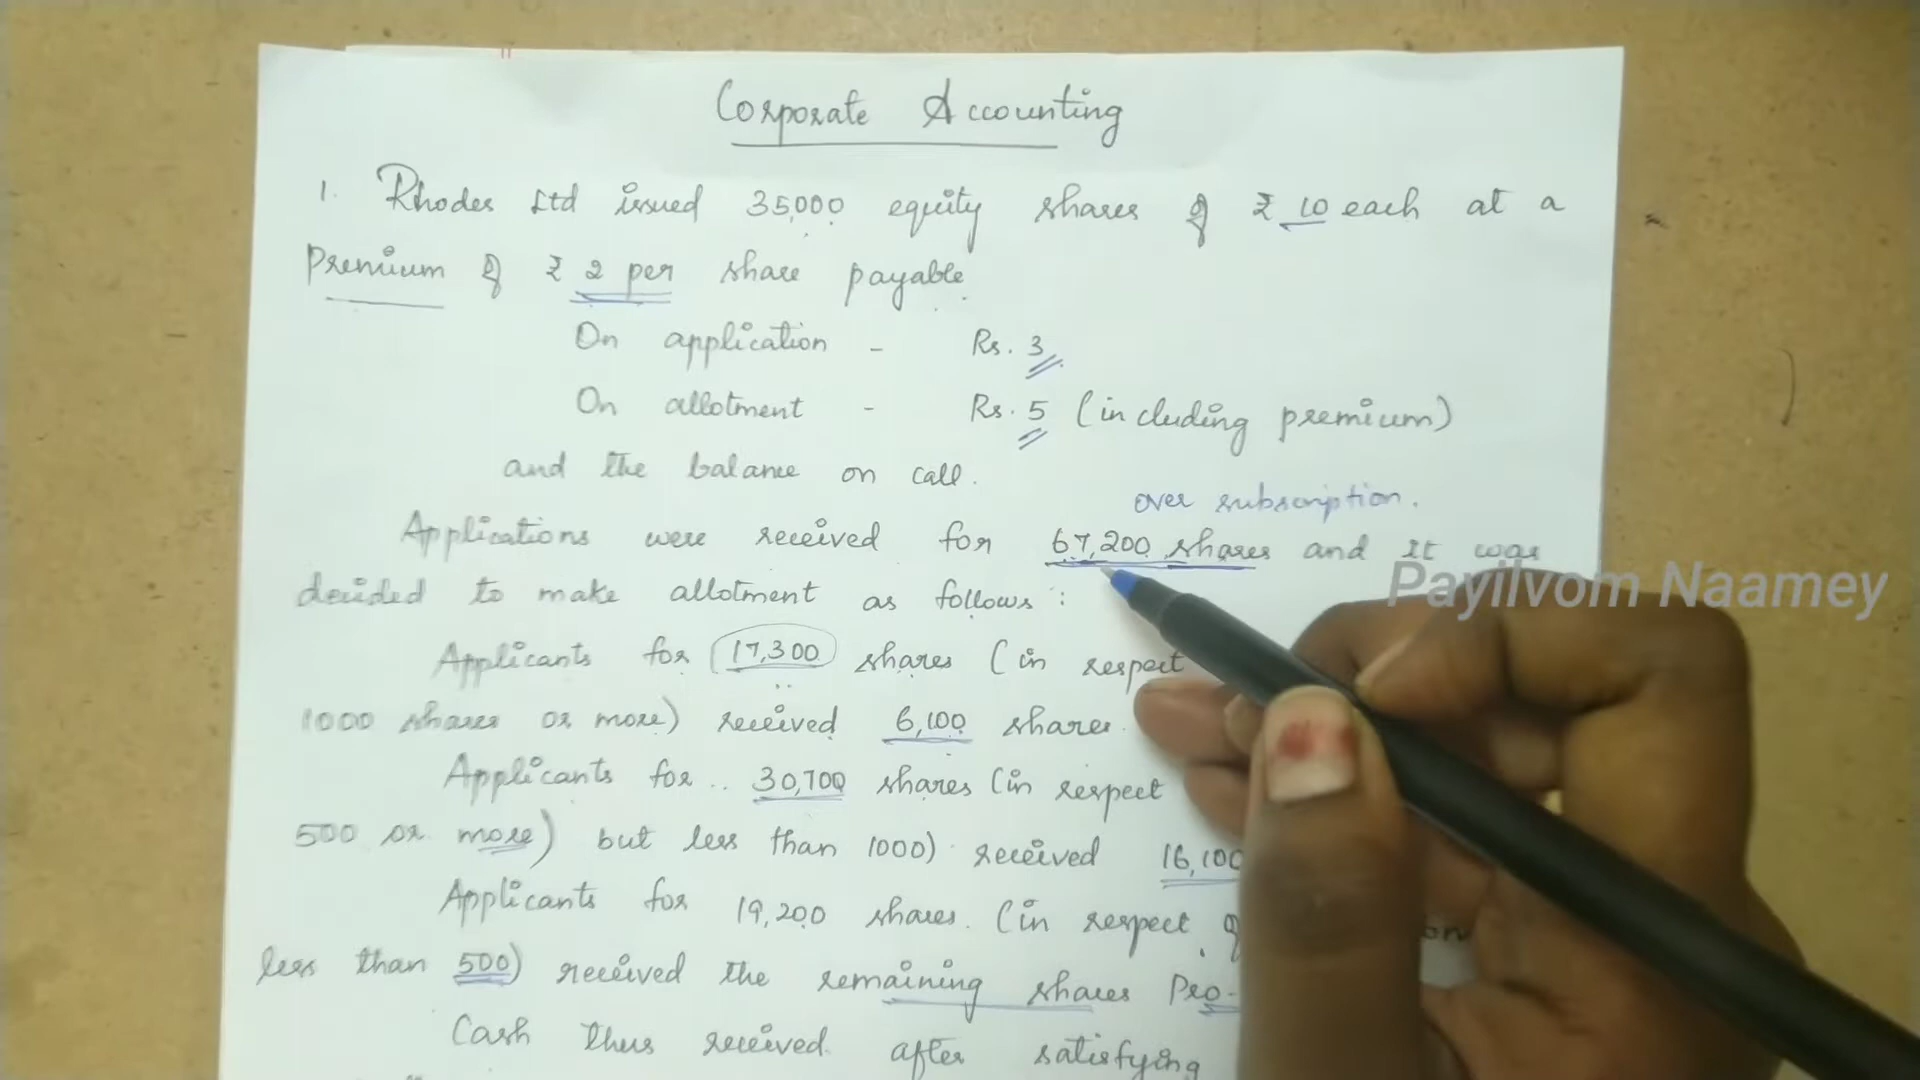 Corporate Accounting
1. Rhodes Ltd issued 35,000 equity shares of ₹ 10 each at a
Premium of ₹ 2 per share payable.
On application - Rs. 3
On allotment - Rs. 5 (including premium)
and the balance on call.
over subscription.
Applications were received for 67,200 shares and it was
decided to make allotment as follows :
Payilvom Naamey
Applicants for 17,300 shares (in respect
1000 shares or more) received 6,100 shares.
Applicants for .. 30,700 shares (in respect
500 or more) but less than 1000) received 16,100
Applicants for 19,200 shares. (in respect of
less than 500) received the remaining shares Pro-
Cash thus received after satisfying